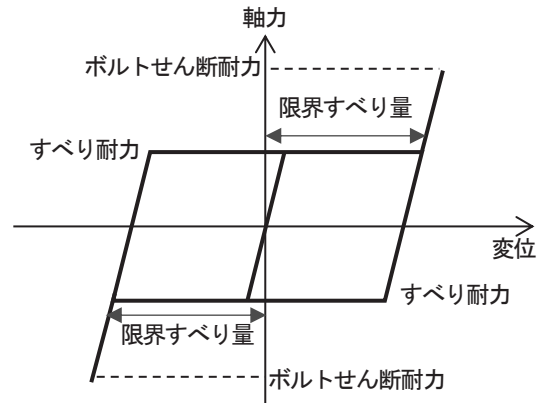 軸力
ボルトせん断耐力
限界すべり量
すべり耐力
変位
すべり耐力
限界すべり量
ボルトせん断耐力